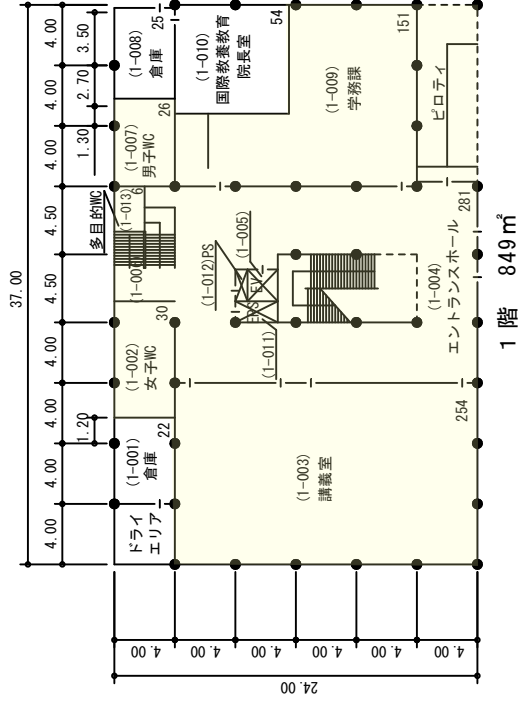 37.00
4.00
4.00
4.00
4.50
4.50
4.00
4.00
4.00
1.20
1.30
2.70
3.50
24.00
4.00
4.00
4.00
4.00
4.00
4.00
ドライ
エリア
(1-001)
倉庫
22
(1-002)
女子WC
30
多目的WC
(1-013)
6
(1-007)
男子WC
26
(1-008)
倉庫
25
(1-010)
国際教養教育
院長室
54
(1-009)
学務課
151
ピロティ
(1-012)PS
(1-005)
EPS
EV
(1-011)
(1-003)
講義室
254
(1-004)
エントランスホール
281
1 階 849㎡